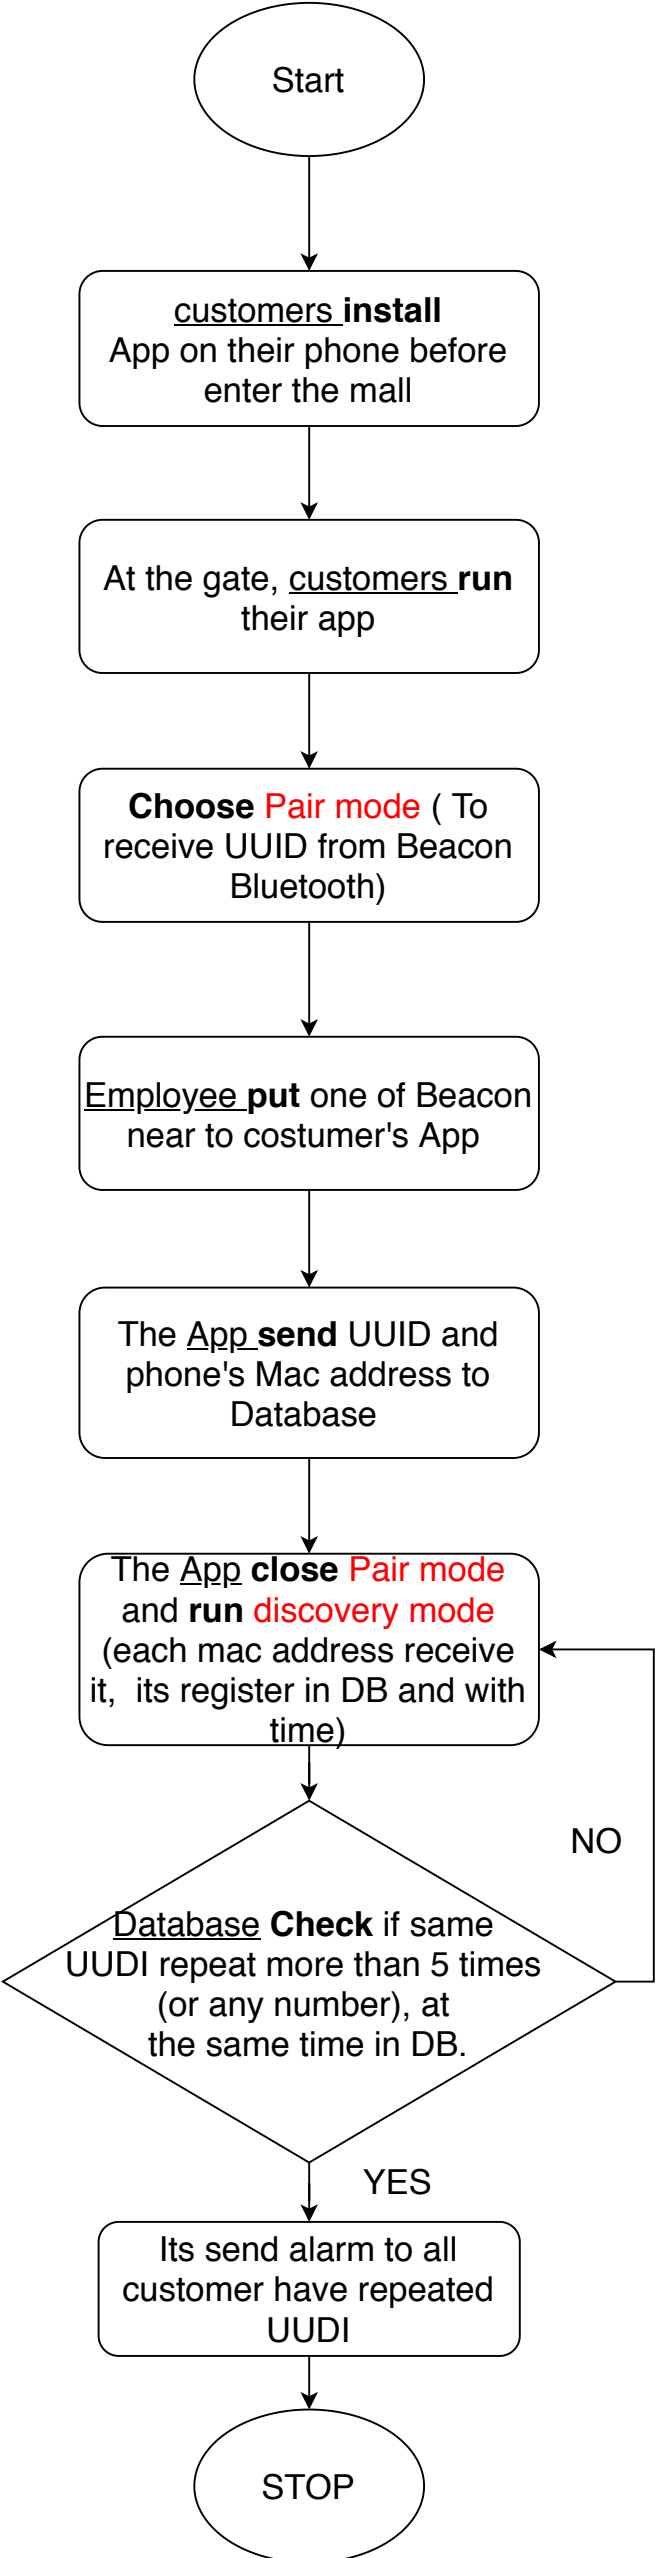 Start
customers install
App on their phone before
enter the mall
At the gate, customers run
their app
Choose Pair mode ( To
receive UUID from Beacon
Bluetooth)
Employee put one of Beacon
near to costumer's App
The App send UUID and
phone's Mac address to
Database
The App close Pair mode
and run discovery mode
(each mac address receive
it,  its register in DB and with
time)
NO
Database Check if same
UUDI repeat more than 5 times
(or any number), at
the same time in DB.
YES
Its send alarm to all
customer have repeated
UUDI
STOP